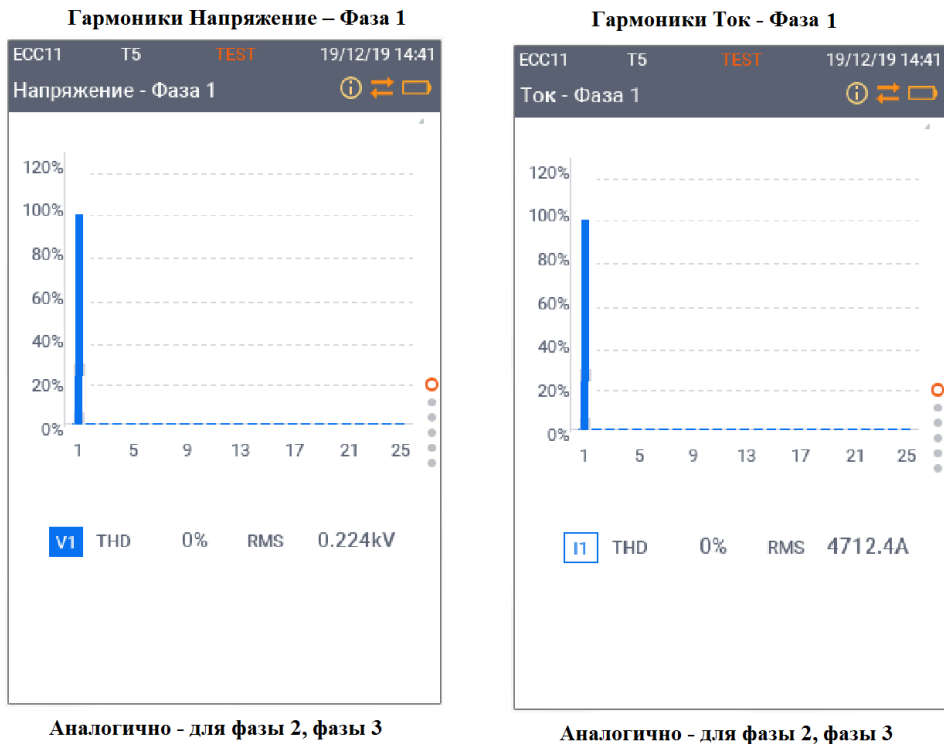 Гармоники Напряжение – Фаза 1
ECC11 T5 TEST 19/12/19 14:41
Напряжение - Фаза 1
120%
100%
80%
60%
40%
20%
0%
1 5 9 13 17 21 25
V1 THD 0% RMS 0.224kV
Аналогично - для фазы 2, фазы 3
Гармоники Ток - Фаза 1
ECC11 T5 TEST 19/12/19 14:41
Ток - Фаза 1
120%
100%
80%
60%
40%
20%
0%
1 5 9 13 17 21 25
I1 THD 0% RMS 4712.4A
Аналогично - для фазы 2, фазы 3